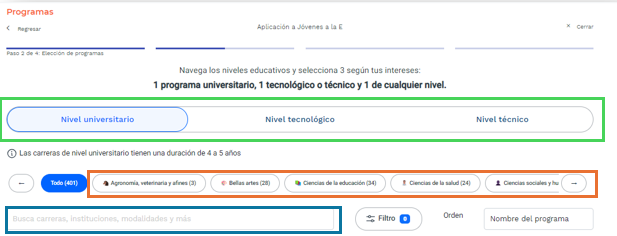 Programas
Regresar
Aplicación a Jóvenes a la E
Cerrar
Paso 2 de 4: Elección de programas
Navega los niveles educativos y selecciona 3 según tus intereses:
1 programa universitario, 1 tecnológico o técnico y 1 de cualquier nivel.
Nivel universitario Nivel tecnológico Nivel técnico
Las carreras de nivel universitario tienen una duración de 4 a 5 años
Todo (401) Agronomía, veterinaria y afines (3) Bellas artes (28) Ciencias de la educación (34) Ciencias de la salud (24) Ciencias sociales y hu
Busca carreras, instituciones, modalidades y más Filtro 0 Orden Nombre del programa